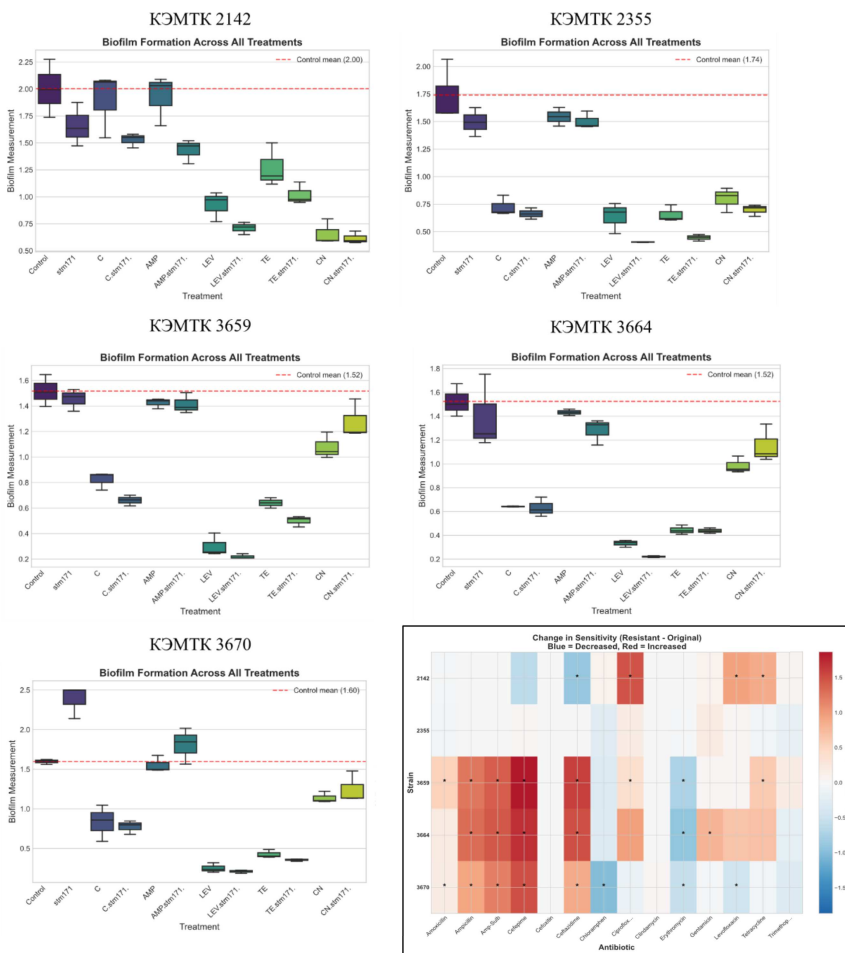 КЭМТК 2142
КЭМТК 2355
Biofilm Formation Across All Treatments
Control mean (2.00)
2.25
2.00
1.75
1.50
1.25
1.00
0.75
0.50
Biofilm Measurement
Control
stm171
C
C.stm171.
AMP
AMP.stm171.
LEV
LEV.stm171.
TE
TE.stm171.
CN
CN.stm171.
Treatment
Biofilm Formation Across All Treatments
Control mean (1.74)
2.00
1.75
1.50
1.25
1.00
0.75
0.50
Biofilm Measurement
Control
stm171
C
C.stm171.
AMP
AMP.stm171.
LEV
LEV.stm171.
TE
TE.stm171.
CN
CN.stm171.
Treatment
КЭМТК 3659
КЭМТК 3664
Biofilm Formation Across All Treatments
Control mean (1.52)
1.6
1.4
1.2
1.0
0.8
0.6
0.4
0.2
Biofilm Measurement
Control
stm171
C
C.stm171.
AMP
AMP.stm171.
LEV
LEV.stm171.
TE
TE.stm171.
CN
CN.stm171.
Treatment
Biofilm Formation Across All Treatments
Control mean (1.52)
1.8
1.6
1.4
1.2
1.0
0.8
0.6
0.4
0.2
Biofilm Measurement
Control
stm171
C
C.stm171.
AMP
AMP.stm171.
LEV
LEV.stm171.
TE
TE.stm171.
CN
CN.stm171.
Treatment
КЭМТК 3670
Biofilm Formation Across All Treatments
Control mean (1.60)
2.5
2.0
1.5
1.0
0.5
Biofilm Measurement
Control
stm171
C
C.stm171.
AMP
AMP.stm171.
LEV
LEV.stm171.
TE
TE.stm171.
CN
CN.stm171.
Treatment
Change in Sensitivity (Resistant - Original)
Blue = Decreased, Red = Increased
2142
2355
3659
3664
3670
Strain
Amoxicillin
Ampicillin
Amp-Sulb
Cefepime
Cefoxitin
Ceftazidime
Chloramphen
Ciproflox...
Clindamycin
Erythromycin
Gentamicin
Levofloxacin
Tetracycline
Trimethop...
Antibiotic
1.5
1.0
0.5
0.0
-0.5
-1.0
-1.5